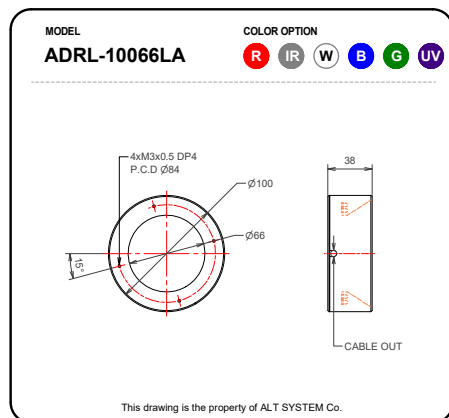 MODEL
COLOR OPTION
ADRL-10066LA
R IR W B G UV
4xM3x0.5 DP4
P.C.D Ø84
Ø100
Ø66
15°
38
CABLE OUT
This drawing is the property of ALT SYSTEM Co.